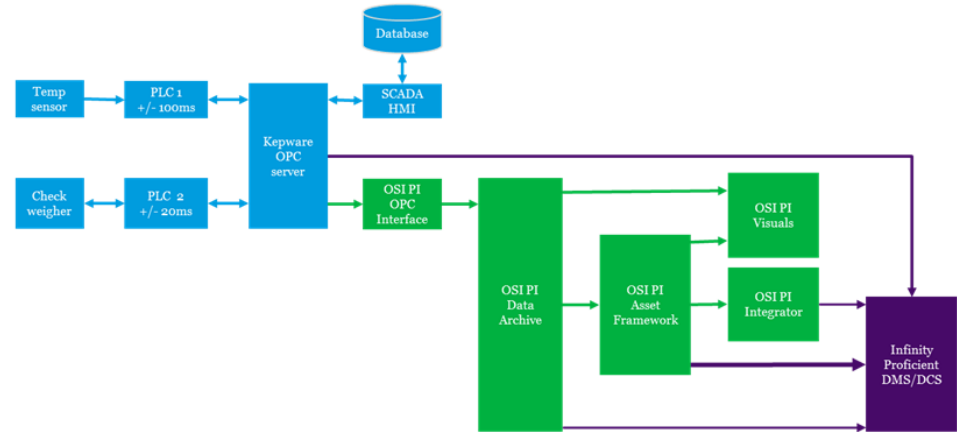 Database
Temp
sensor
PLC 1
+/- 100ms
SCADA
HMI
Kepware
OPC
server
Check
weigher
PLC 2
+/- 20ms
OSI PI
OPC
Interface
OSI PI
Visuals
OSI PI
Data
Archive
OSI PI
Asset
Framework
OSI PI
Integrator
Infinity
Proficient
DMS/DCS